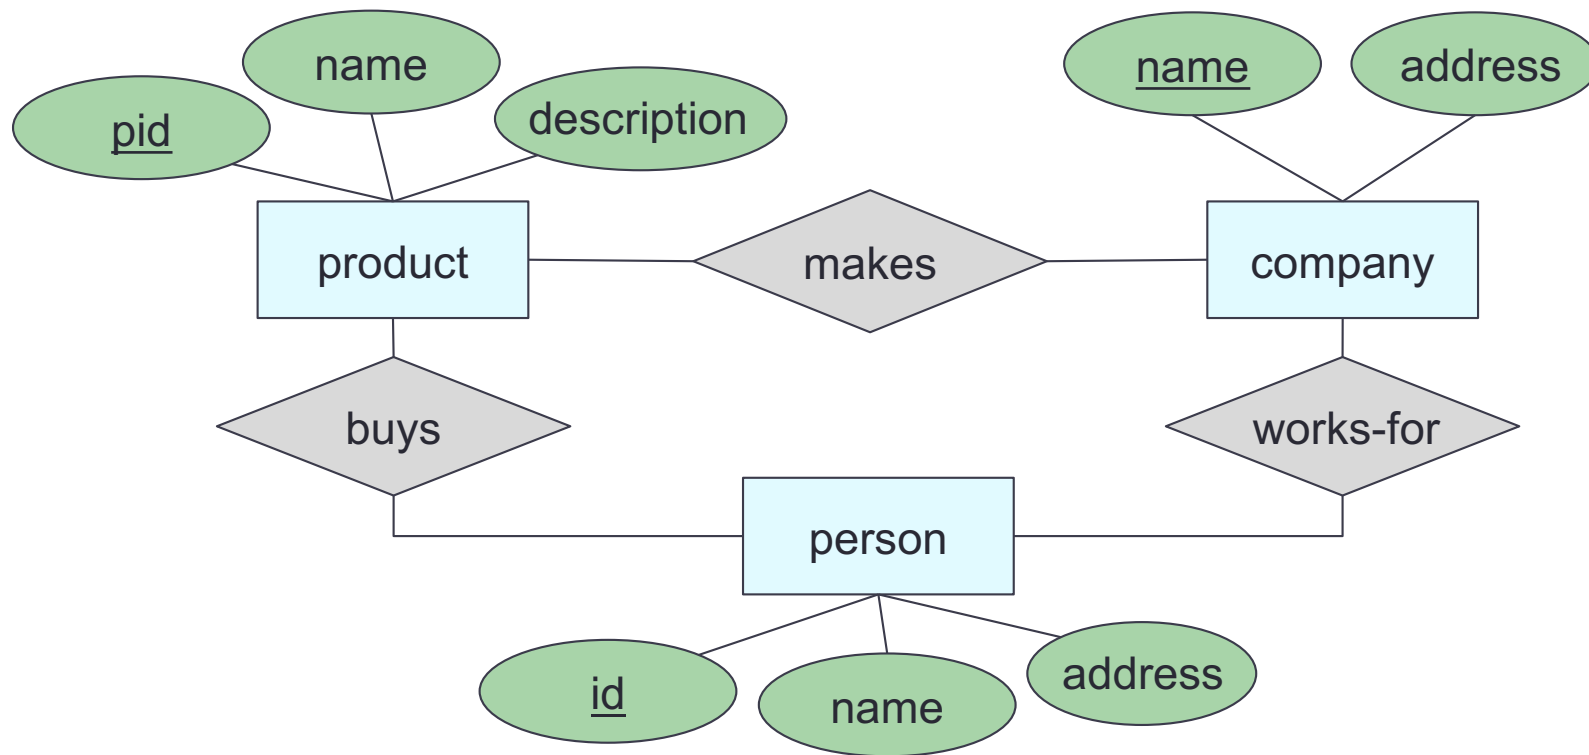 name
name
address
pid
description
product
makes
company
buys
works-for
person
id
name
address